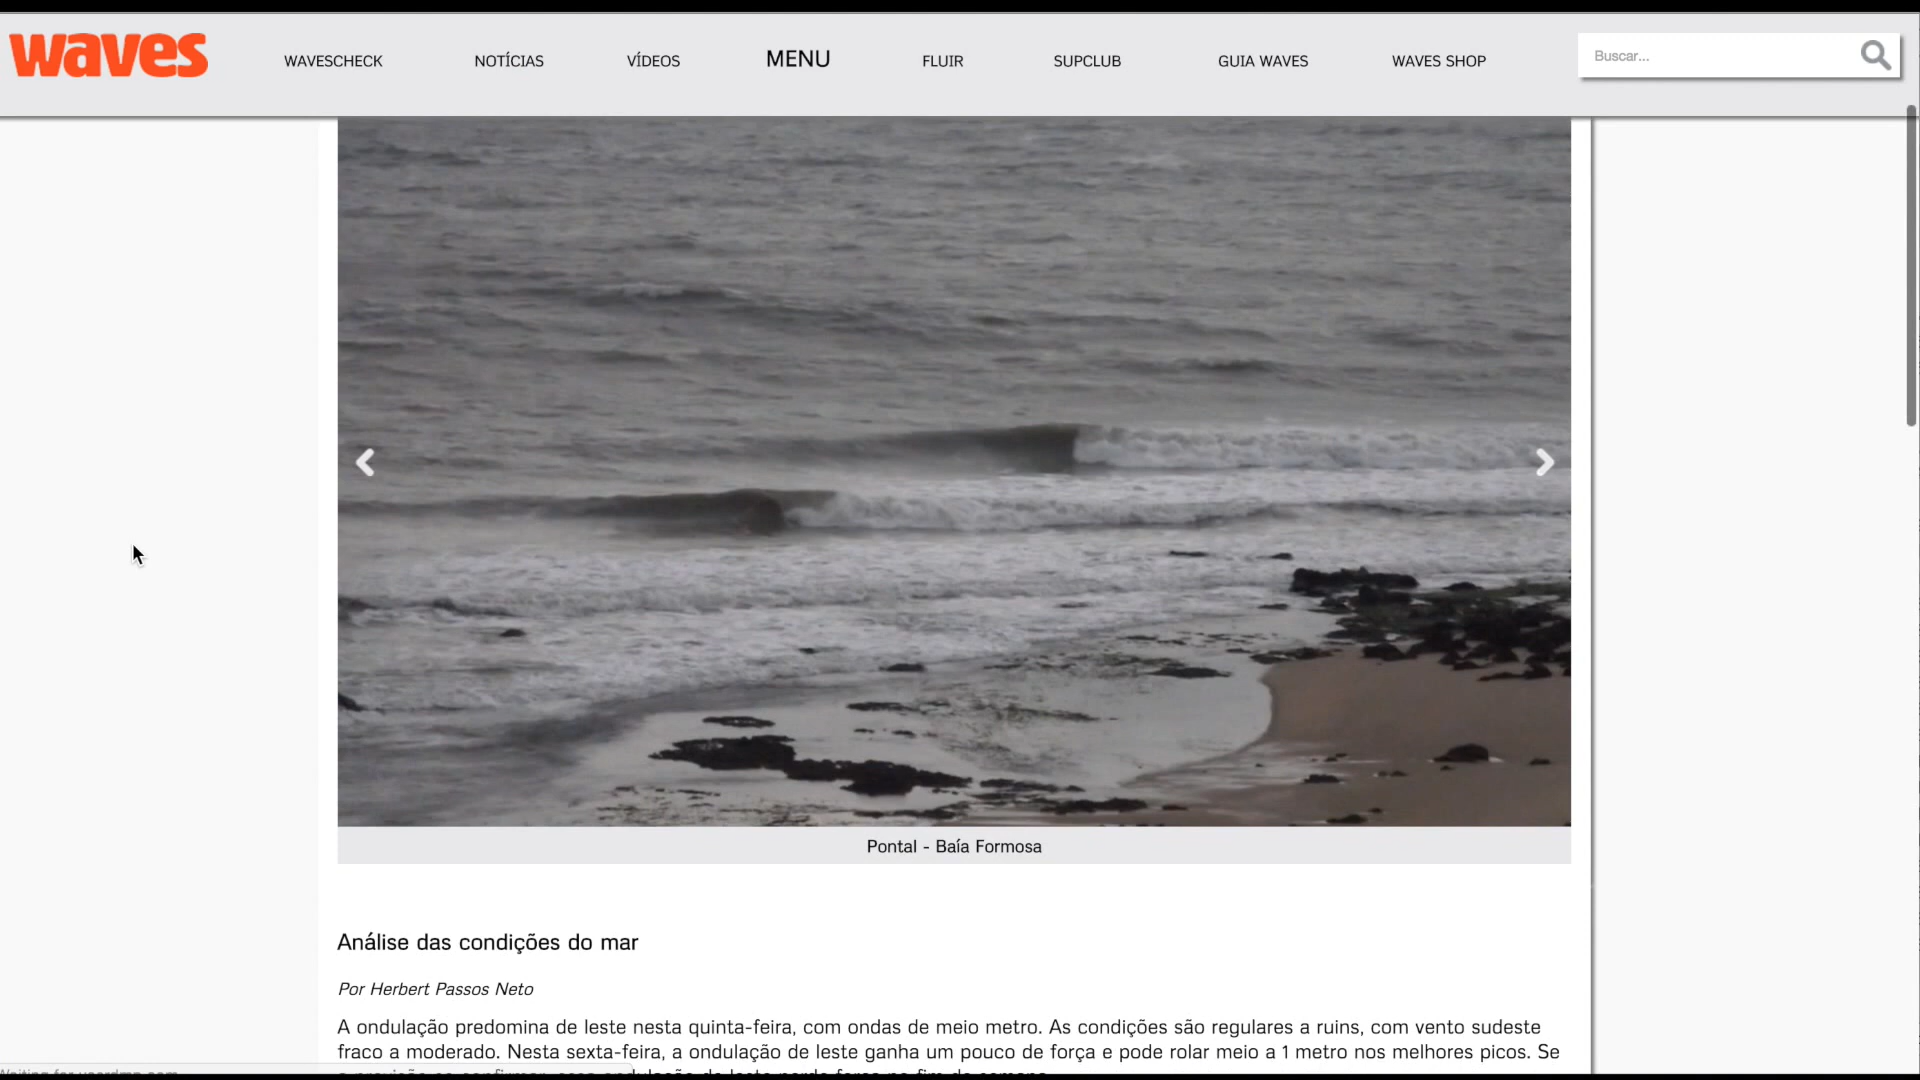 waves
WAVESCHECK NOTÍCIAS VÍDEOS MENU FLUIR SUPCLUB GUIA WAVES WAVES SHOP Buscar...
Pontal - Baía Formosa
Análise das condições do mar
Por Herbert Passos Neto
A ondulação predomina de leste nesta quinta-feira, com ondas de meio metro. As condições são regulares a ruins, com vento sudeste
fraco a moderado. Nesta sexta-feira, a ondulação de leste ganha um pouco de força e pode rolar meio a 1 metro nos melhores picos. Se